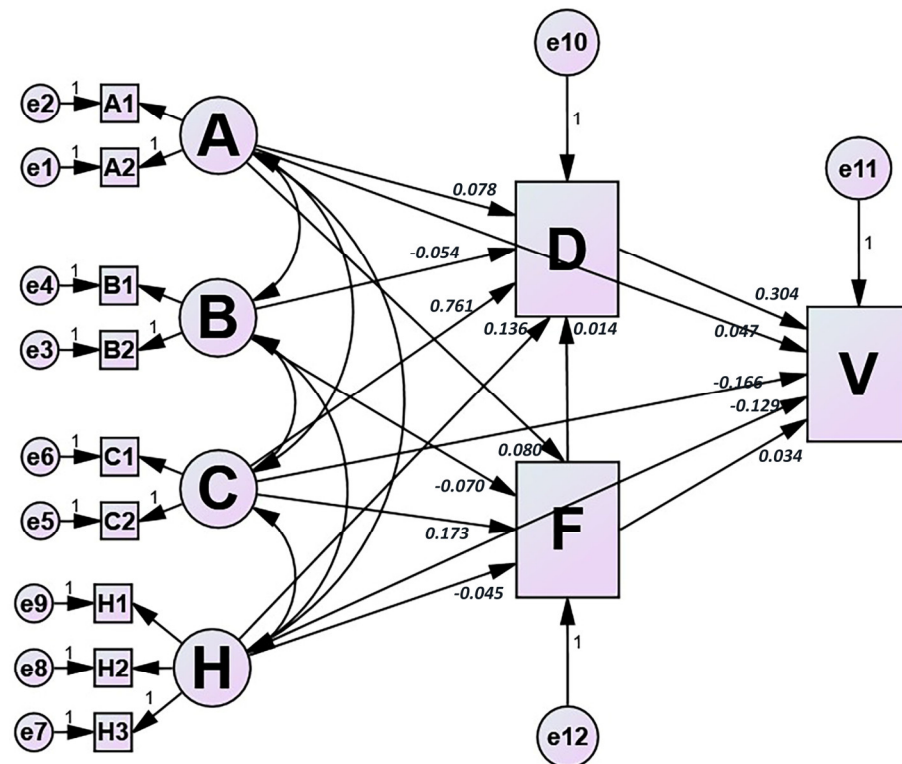 e10
e2
1
A1
A
e1
1
A2
1
1
e11
0.078
D
1
e4
1
B1
B
-0.054
e3
1
B2
1
0.761
0.304
0.136
0.014
0.047
V
-0.166
-0.129
e6
1
C1
C
0.080
0.034
e5
1
C2
1
-0.070
0.173
F
e9
1
H1
-0.045
e8
1
H2
H
1
1
e7
1
H3
e12